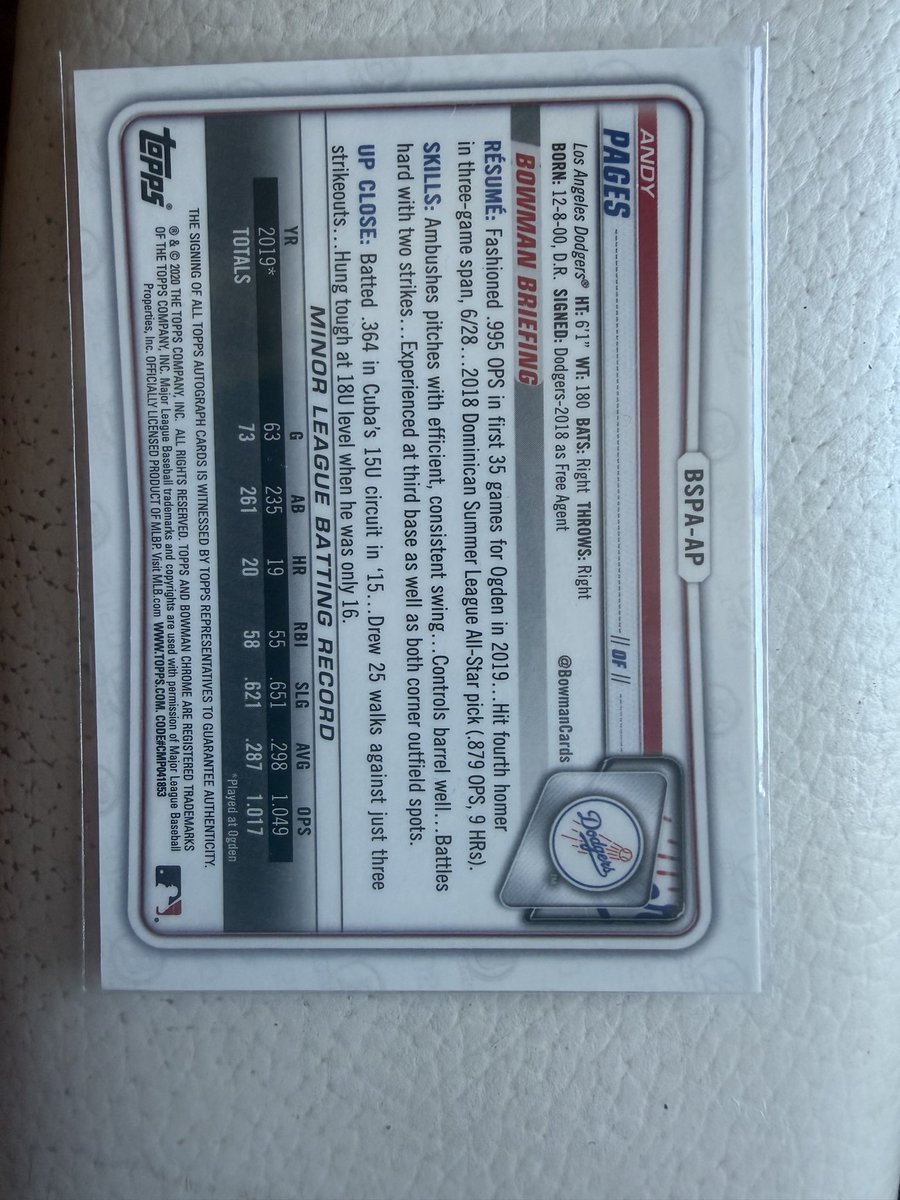 BSPA-AP
ANDY
PAGES
// OF //
Los Angeles Dodgers® HT: 6'1" WT: 180 BATS: Right THROWS: Right
BORN: 12-8-00, D.R. SIGNED: Dodgers-2018 as Free Agent
@BowmanCards
Dodgers
BOWMAN BRIEFING
RÉSUMÉ: Fashioned .995 OPS in first 35 games for Ogden in 2019...Hit fourth homer
in three-game span, 6/28...2018 Dominican Summer League All-Star pick (.879 OPS, 9 HRs).
SKILLS: Ambushes pitches with efficient, consistent swing...Controls barrel well...Battles
hard with two strikes...Experienced at third base as well as both corner outfield spots.
UP CLOSE: Batted .364 in Cuba's 15U circuit in '15...Drew 25 walks against just three
strikeouts...Hung tough at 18U level when he was only 16.
MINOR LEAGUE BATTING RECORD
YR G AB HR RBI SLG AVG OPS
2019* 63 235 19 55 .651 .298 1.049
TOTALS 73 261 20 58 .621 .287 1.017
*Played at Ogden
THE SIGNING OF ALL TOPPS AUTOGRAPH CARDS IS WITNESSED BY TOPPS REPRESENTATIVES TO GUARANTEE AUTHENTICITY.
topps®
® & © 2020 THE TOPPS COMPANY, INC. ALL RIGHTS RESERVED. TOPPS AND BOWMAN CHROME ARE REGISTERED TRADEMARKS
OF THE TOPPS COMPANY, INC. Major League Baseball trademarks and copyrights are used with permission of Major League Baseball
Properties, Inc. OFFICIALLY LICENSED PRODUCT OF MLBP. Visit MLB.com WWW.TOPPS.COM. CODE#CMP041853